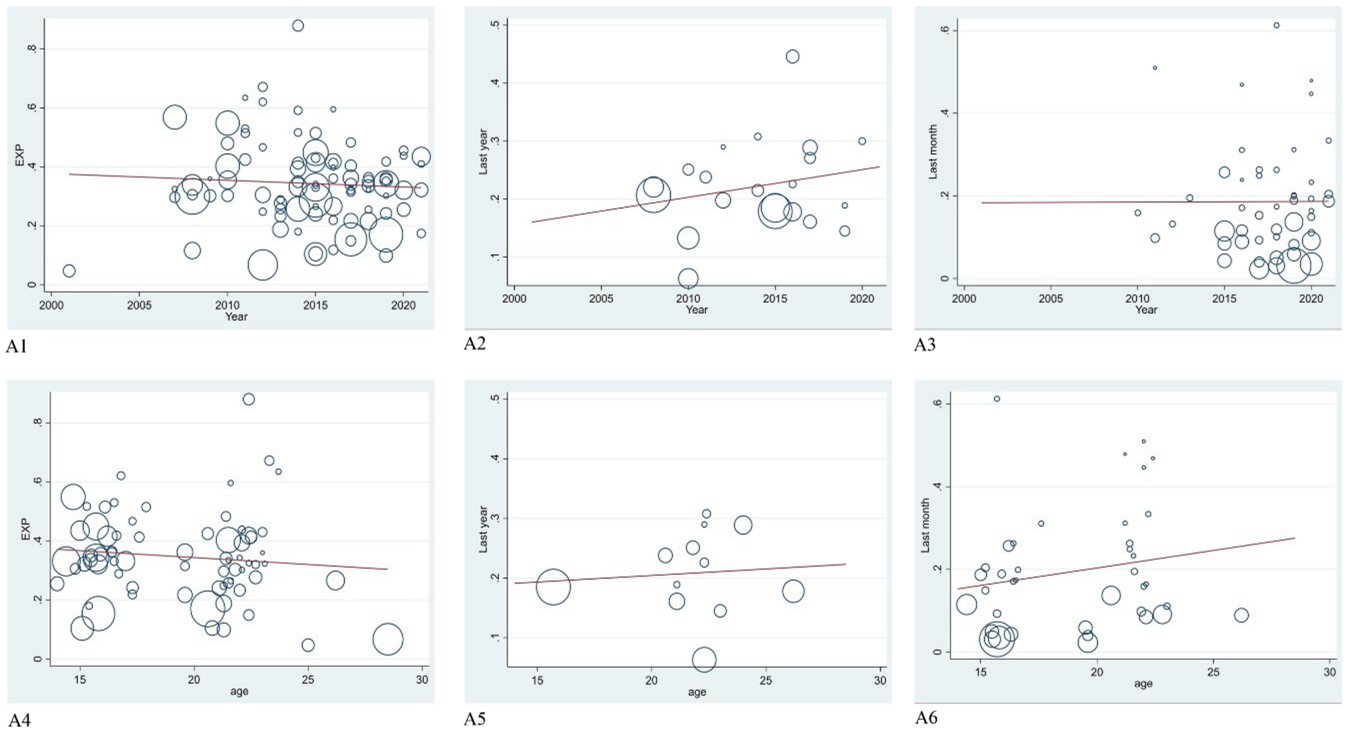 EXP
.8
.6
.4
.2
0
2000 2005 2010 2015 2020
Year
A1
Last year
.5
.4
.3
.2
.1
2000 2005 2010 2015 2020
Year
A2
Last month
.6
.4
.2
0
2000 2005 2010 2015 2020
Year
A3
EXP
.8
.6
.4
.2
0
15 20 25 30
age
A4
Last year
.5
.4
.3
.2
.1
15 20 25 30
age
A5
Last month
.6
.4
.2
0
15 20 25 30
age
A6